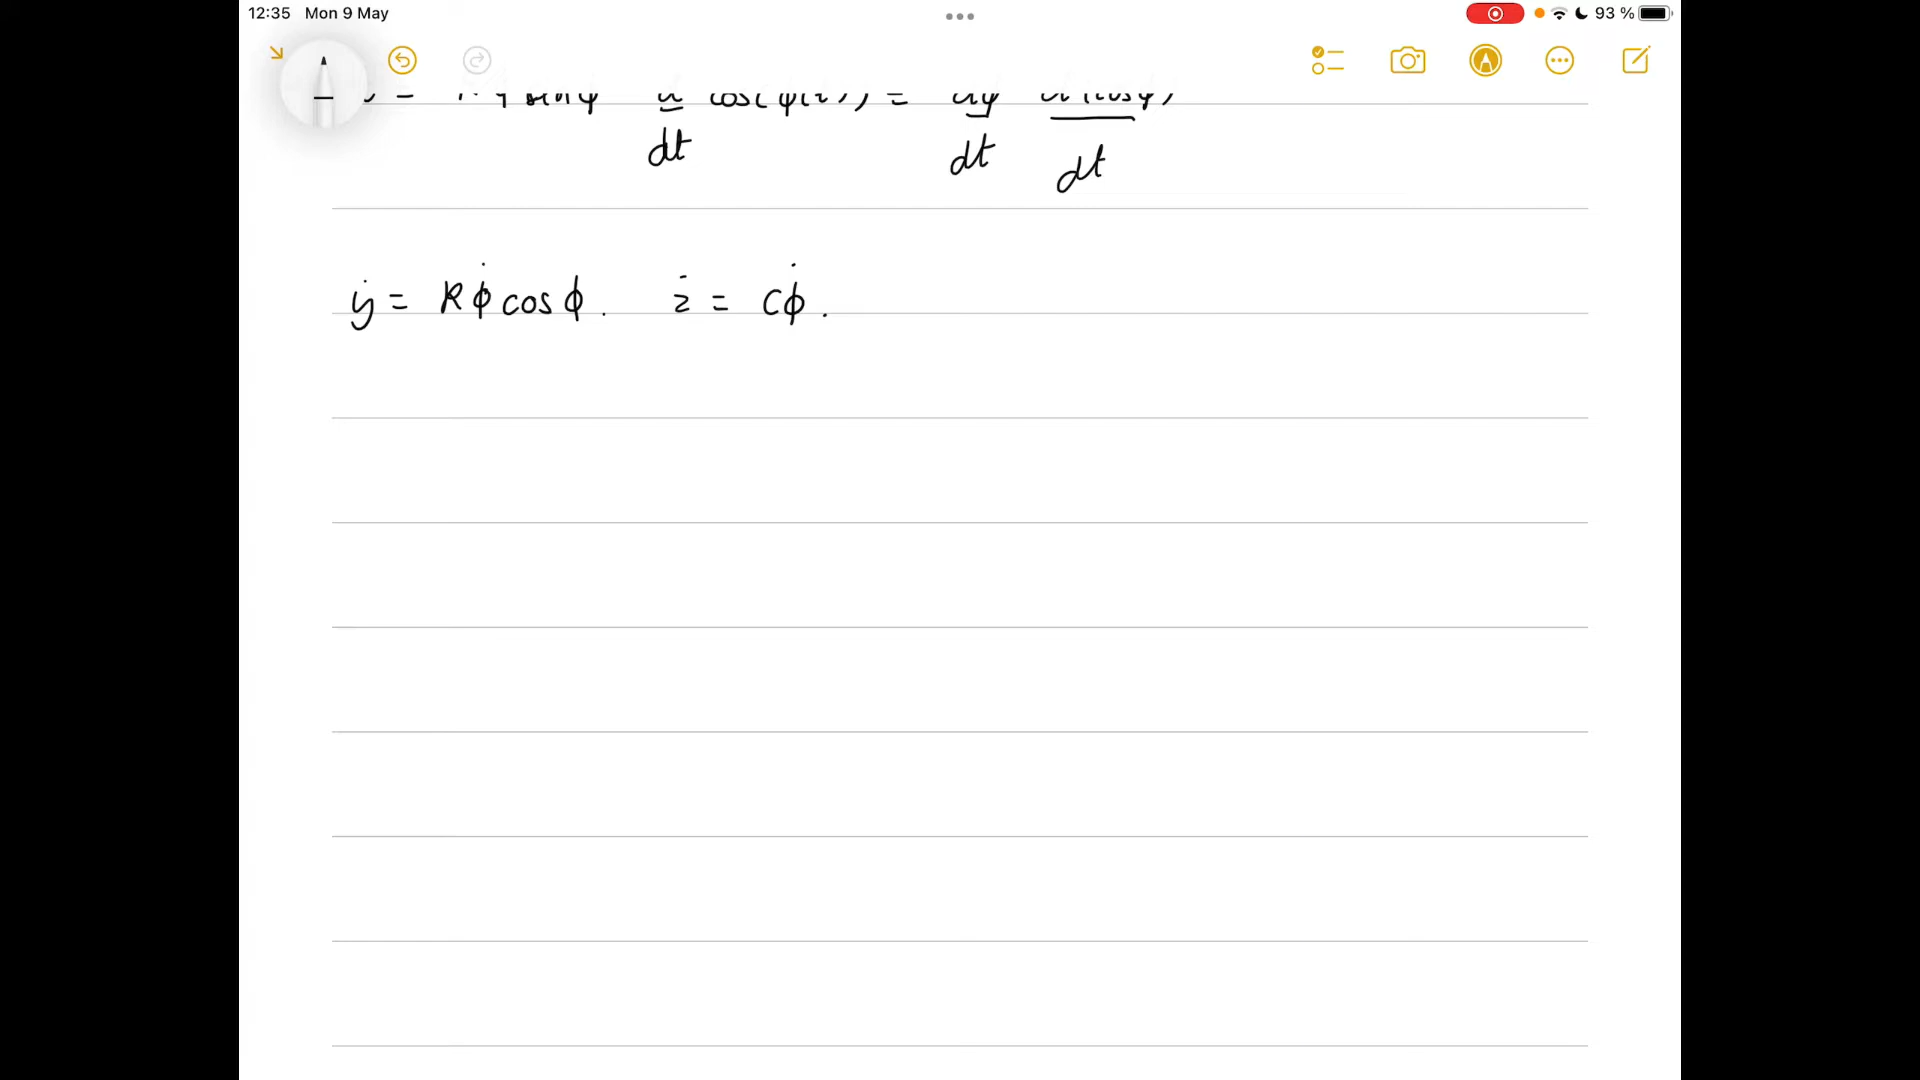 12:35 Mon 9 May 93 %
dt dt dt
ẏ = Rϕ̇ cos ϕ. ż = cϕ̇.